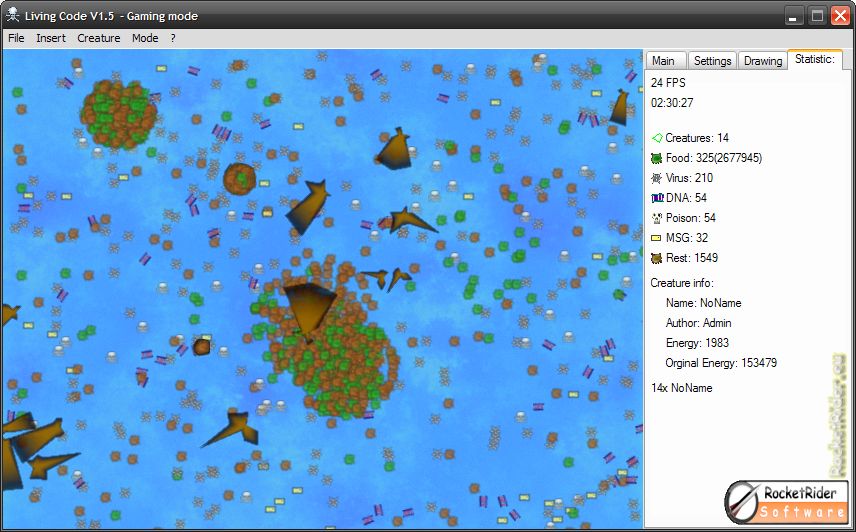 Living Code V1.5 - Gaming mode
File Insert Creature Mode ?
Main Settings Drawing Statistic:
24 FPS
02:30:27
Creatures: 14
Food: 325(2677945)
Virus: 210
DNA: 54
Poison: 54
MSG: 32
Rest: 1549
Creature info:
Name: NoName
Author: Admin
Energy: 1983
Orginal Energy: 153479
14x NoName
RocketRider.eu
RocketRider
Software